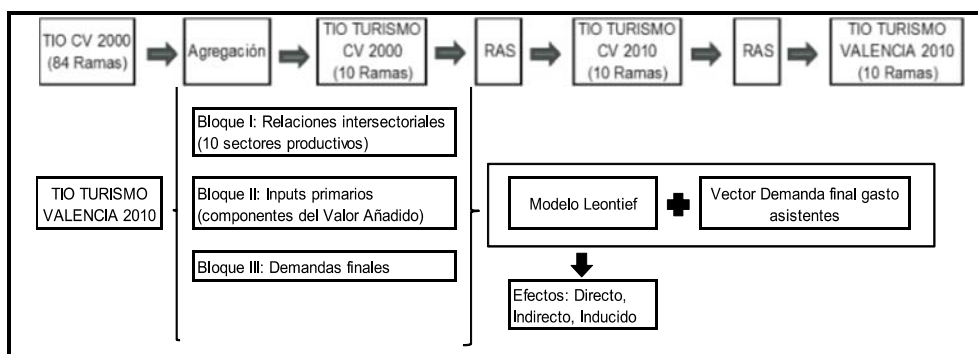 TIO CV 2000
(84 Ramas)
Agregación
TIO TURISMO
CV 2000
(10 Ramas)
RAS
TIO TURISMO
CV 2010
(10 Ramas)
RAS
TIO TURISMO
VALENCIA 2010
(10 Ramas)
TIO TURISMO
VALENCIA 2010
Bloque I: Relaciones intersectoriales
(10 sectores productivos)
Bloque II: Inputs primarios
(componentes del Valor Añadido)
Bloque III: Demandas finales
Modelo Leontief
Vector Demanda final gasto
asistentes
Efectos: Directo,
Indirecto, Inducido